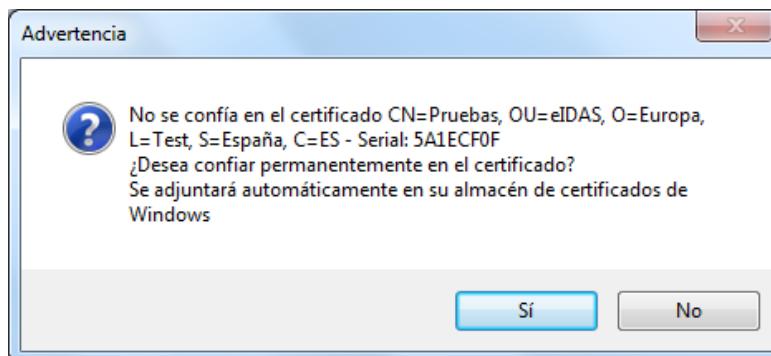 Advertencia
No se confía en el certificado CN=Pruebas, OU=eIDAS, O=Europa,
L=Test, S=España, C=ES - Serial: 5A1ECF0F
¿Desea confiar permanentemente en el certificado?
Se adjuntará automáticamente en su almacén de certificados de
Windows
Sí
No